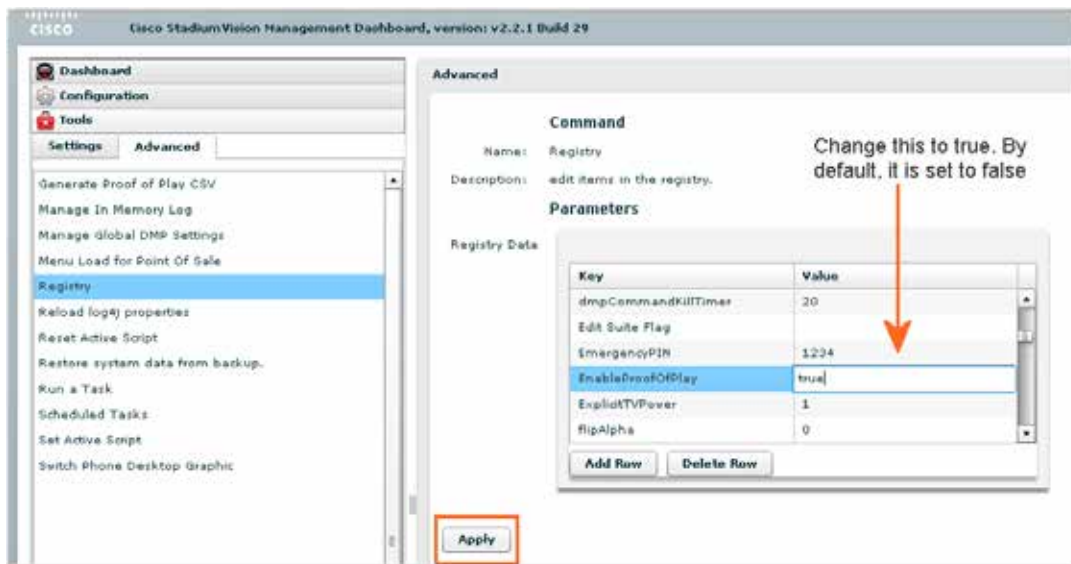 CISCO
Cisco StadiumVision Management Dashboard, version: v2.2.1 Build 29
Dashboard
Configuration
Tools
Settings
Advanced
Generate Proof of Play CSV
Manage In Memory Log
Manage Global DMP Settings
Menu Load for Point Of Sale
Registry
Reload log4j properties
Reset Active Script
Restore system data from backup.
Run a Task
Scheduled Tasks
Set Active Script
Switch Phone Desktop Graphic
Advanced
Command
Name: Registry
Description: edit items in the registry.
Parameters
Registry Data
Key Value
dmpCommandKillTimer 20
Edit Suite Flag
EmergencyPIN 1234
EnableProofOfPlay true
ExplicitTVPower 1
flipAlpha 0
Add Row Delete Row
Apply
Change this to true. By
default, it is set to false